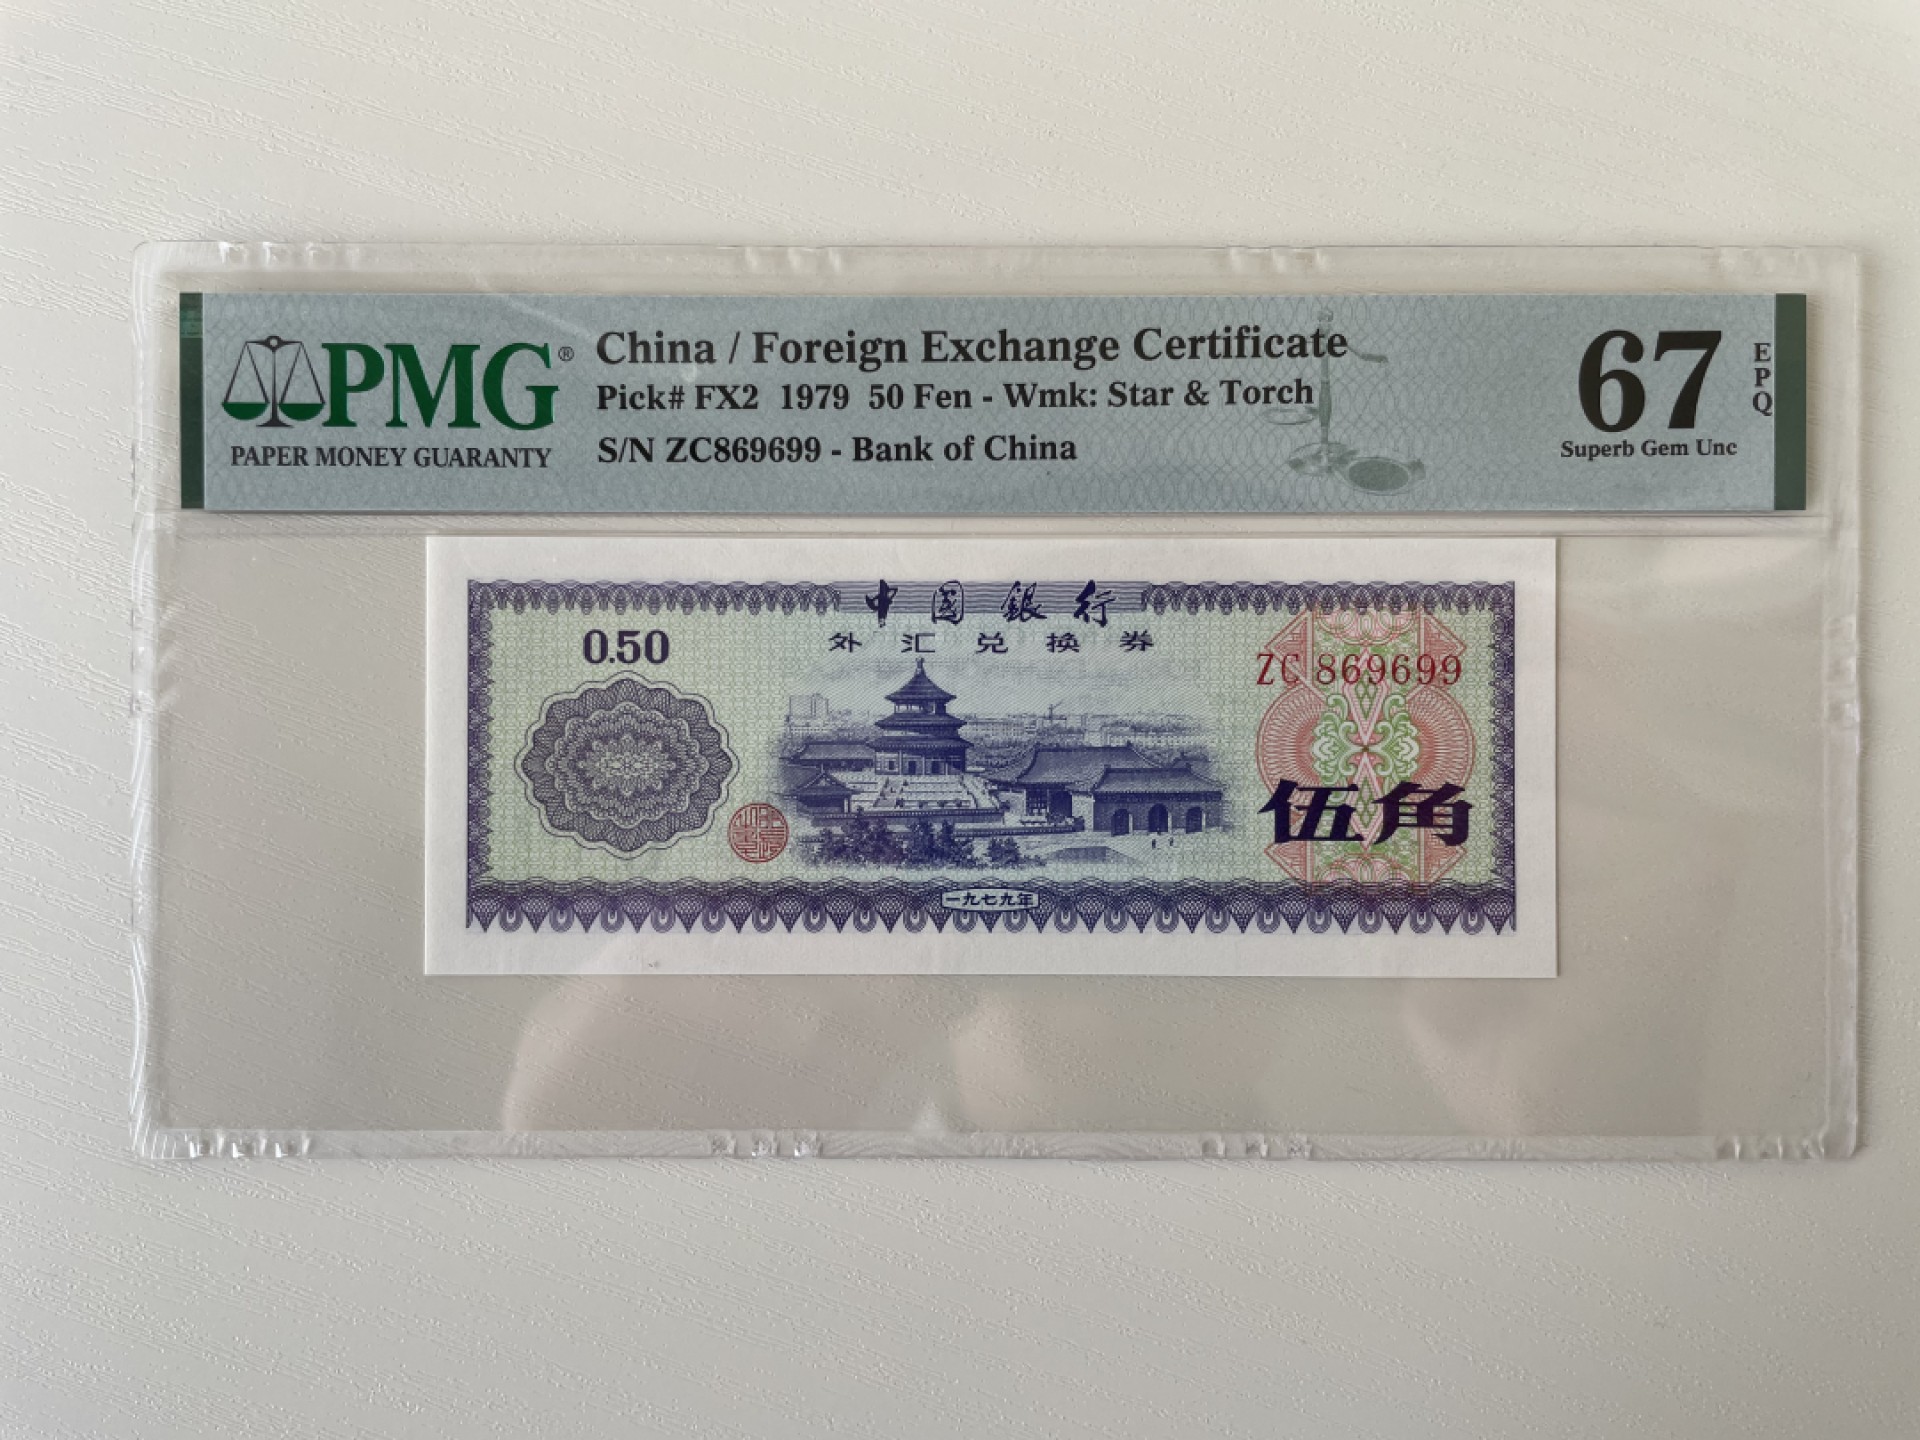 PMG®
PAPER MONEY GUARANTY
China / Foreign Exchange Certificate
Pick# FX2 1979 50 Fen - Wmk: Star & Torch
S/N ZC869699 - Bank of China
67
EPQ
Superb Gem Unc
中國銀行
外汇兑换券
0.50
ZC 869699
伍角
一九七九年